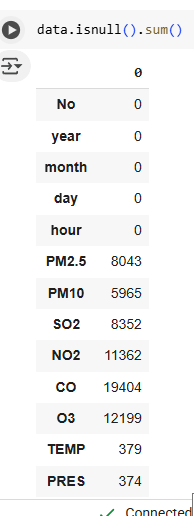 data.isnull().sum()
0
No 0
year 0
month 0
day 0
hour 0
PM2.5 8043
PM10 5965
SO2 8352
NO2 11362
CO 19404
O3 12199
TEMP 379
PRES 374
Connected